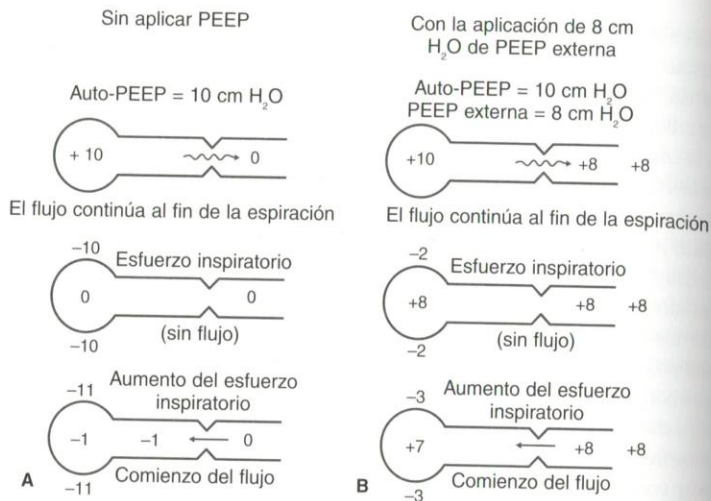 Sin aplicar PEEP
Auto-PEEP = 10 cm H₂O
+ 10
0
El flujo continúa al fin de la espiración
–10
Esfuerzo inspiratorio
0
0
(sin flujo)
–10
–11
Aumento del esfuerzo
inspiratorio
–1
–1
0
Comienzo del flujo
–11
A
Con la aplicación de 8 cm
H₂O de PEEP externa
Auto-PEEP = 10 cm H₂O
PEEP externa = 8 cm H₂O
+10
+8
+8
El flujo continúa al fin de la espiración
–2
Esfuerzo inspiratorio
+8
+8
+8
(sin flujo)
–2
–3
Aumento del esfuerzo
inspiratorio
+7
+8
+8
Comienzo del flujo
–3
B